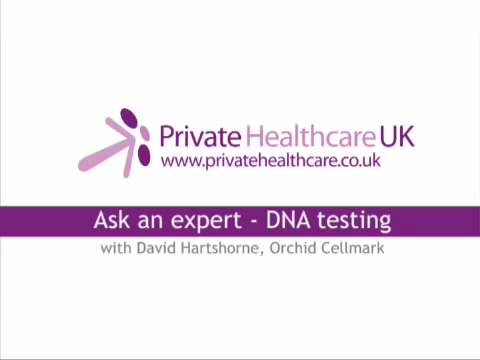 Private Healthcare UK
www.privatehealthcare.co.uk
Ask an expert - DNA testing
with David Hartshorne, Orchid Cellmark